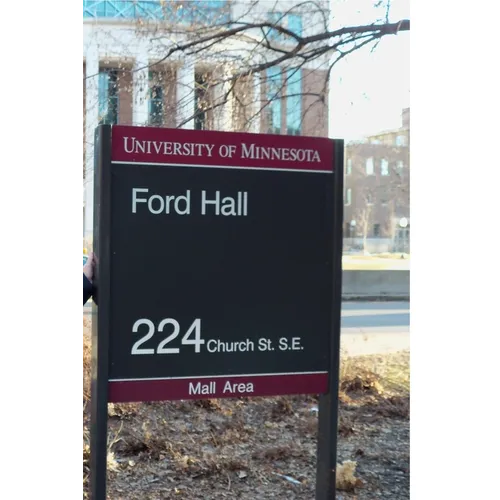 UNIVERSITY OF MINNESOTA
Ford Hall
224 Church St. S.E.
Mall Area